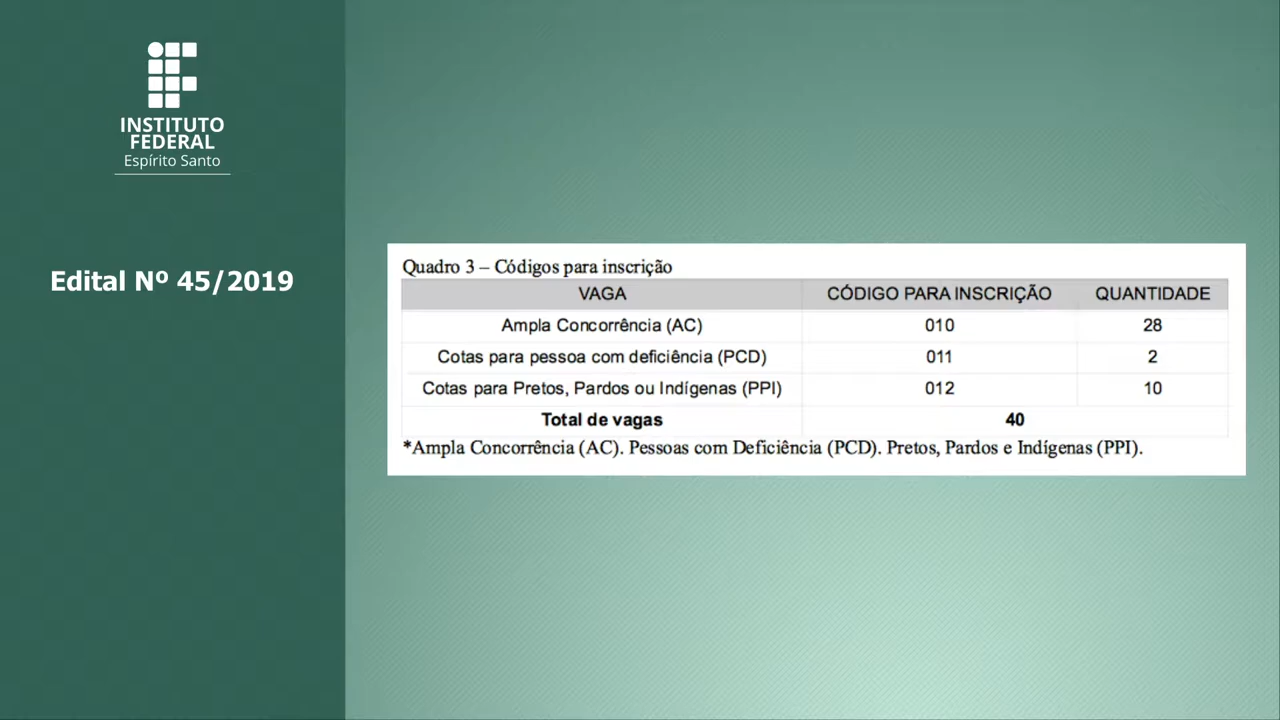 INSTITUTO
FEDERAL
Espírito Santo
Edital Nº 45/2019
Quadro 3 – Códigos para inscrição
VAGA CÓDIGO PARA INSCRIÇÃO QUANTIDADE
Ampla Concorrência (AC) 010 28
Cotas para pessoa com deficiência (PCD) 011 2
Cotas para Pretos, Pardos ou Indígenas (PPI) 012 10
Total de vagas 40
*Ampla Concorrência (AC). Pessoas com Deficiência (PCD). Pretos, Pardos e Indígenas (PPI).